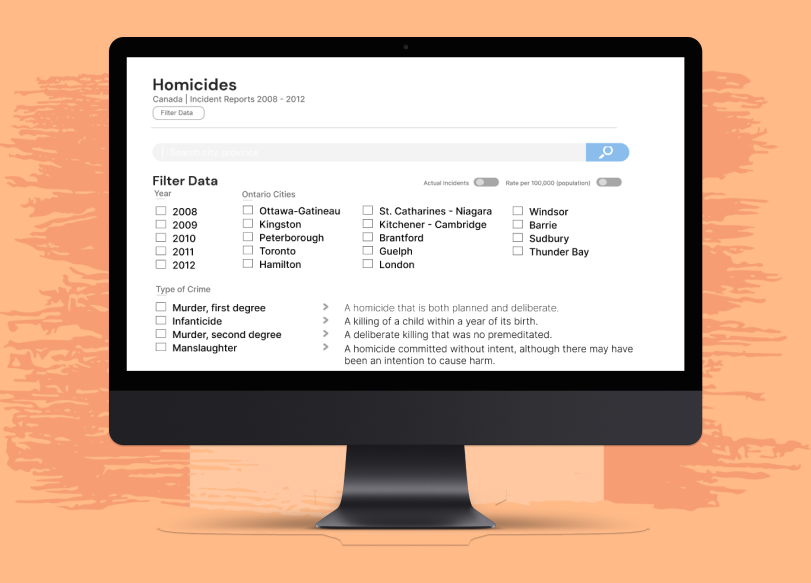 Homicides
Canada | Incident Reports 2008 - 2012
Filter Data
Filter Data
Actual Incidents
Rate per 100,000 (population)
Year
Ontario Cities
2008
2009
2010
2011
2012
Ottawa-Gatineau
Kingston
Peterborough
Toronto
Hamilton
St. Catharines - Niagara
Kitchener - Cambridge
Brantford
Guelph
London
Windsor
Barrie
Sudbury
Thunder Bay
Type of Crime
Murder, first degree > A homicide that is both planned and deliberate.
Infanticide > A killing of a child within a year of its birth.
Murder, second degree > A deliberate killing that was no premeditated.
Manslaughter > A homicide committed without intent, although there may have
been an intention to cause harm.